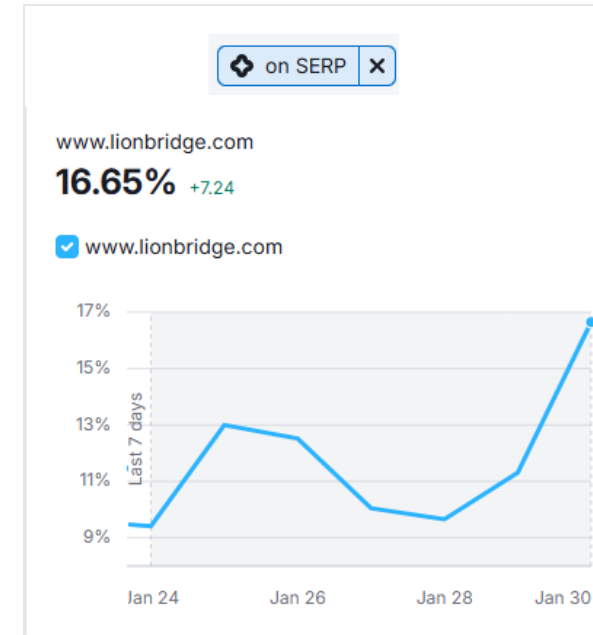 on SERP
www.lionbridge.com
16.65% +7.24
www.lionbridge.com
17%
15%
13%
11%
9%
Last 7 days
Jan 24 Jan 26 Jan 28 Jan 30